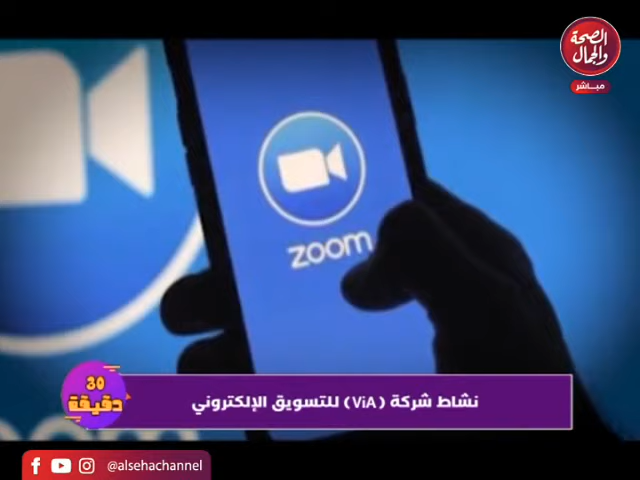 الصحة
والجمال
مباشر
zoom
30
دقيقة
نشاط شركة (ViA) للتسويق الإلكتروني
@alsehachannel